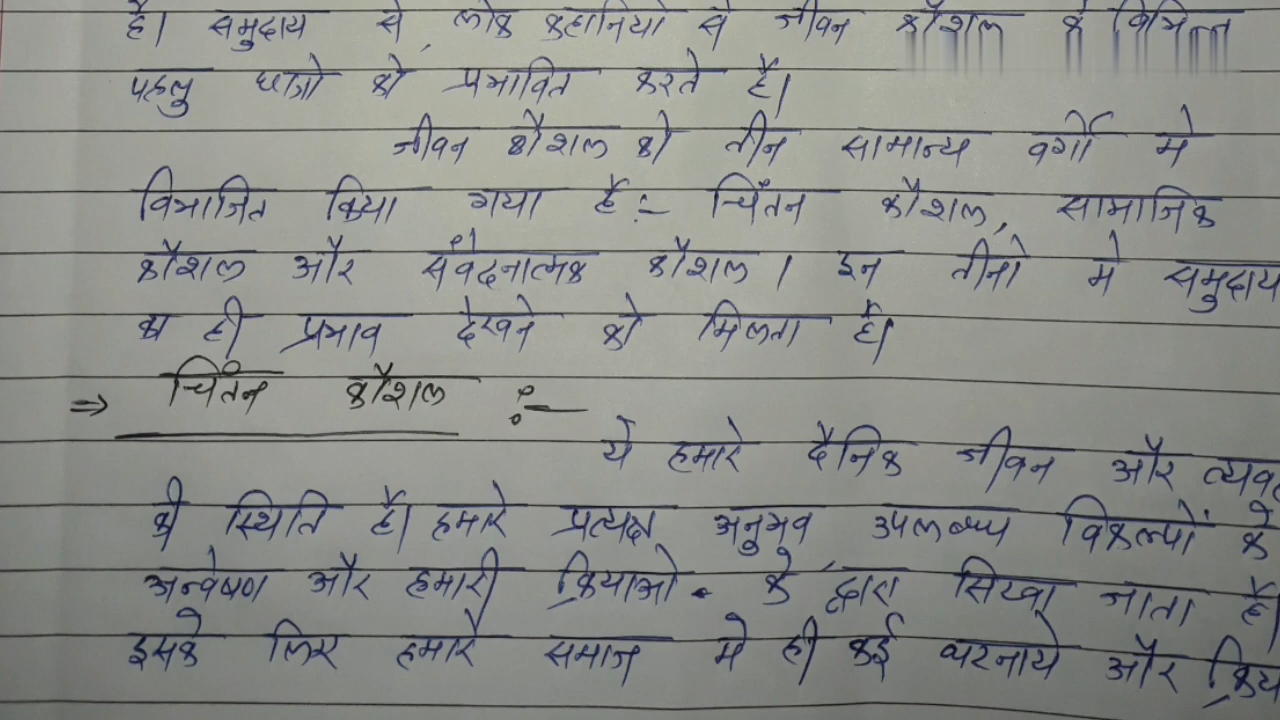 है। समुदाय से, लोक कहानियो से जीवन कौशल के विभिन्न
पहलु छात्रो को प्रभावित करते है।
जीवन कौशल को तीन सामान्य वर्गो मे
विभाजित किया गया है :- चिंतन कौशल, सामाजिक
कौशल और संवेदनात्मक कौशल । इन तीनो मे समुदाय
का ही प्रभाव देखने को मिलता है।
⇒ चिंतन कौशल :-
ये हमारे दैनिक जीवन और व्यव
की स्थिति है। हमारे प्रत्यक्ष अनुभव उपलब्ध विकल्पों के
अन्वेषण और हमारी क्रियाओ के द्वारा सिखा जाता है।
इसके लिए हमारे समाज मे ही कई घटनाये और क्रिय